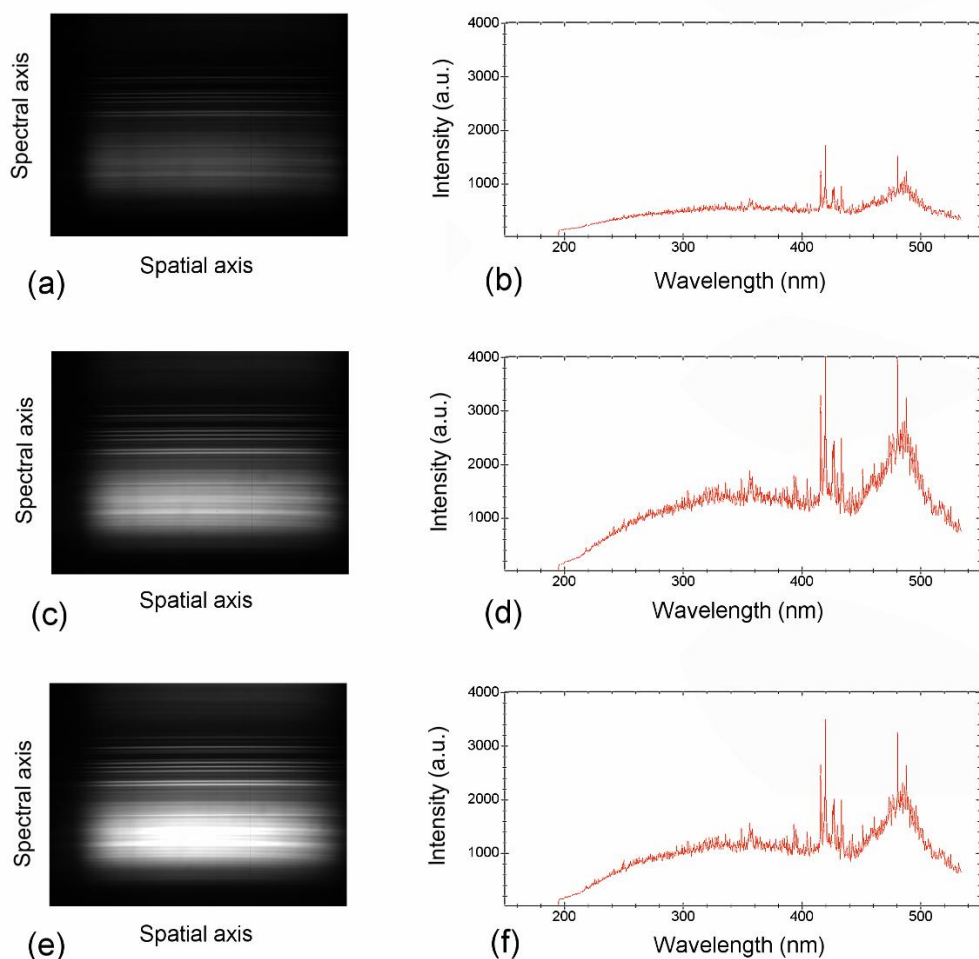 Spectral axis
Spatial axis
(a)
Intensity (a.u.)
4000
3000
2000
1000
200
300
400
500
Wavelength (nm)
(b)
Spectral axis
Spatial axis
(c)
Intensity (a.u.)
4000
3000
2000
1000
200
300
400
500
Wavelength (nm)
(d)
Spectral axis
Spatial axis
(e)
Intensity (a.u.)
4000
3000
2000
1000
200
300
400
500
Wavelength (nm)
(f)